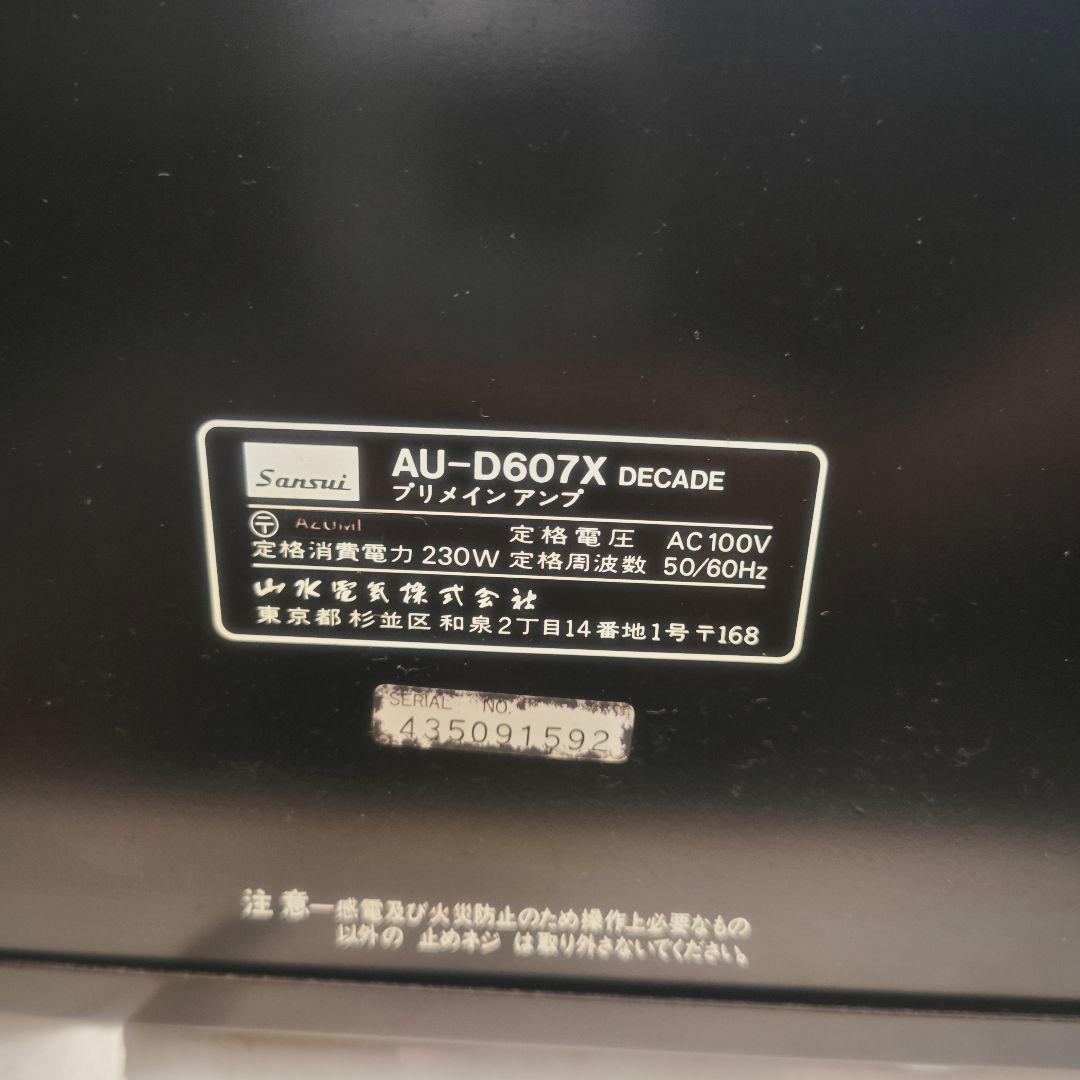 Sansui
AU-D607X DECADE
プリメインアンプ
〒 AZUMI
定格電圧 AC100V
定格消費電力 230W 定格周波数 50/60Hz
山水電気株式会社
東京都杉並区和泉2丁目14番地1号〒168
SERIAL NO.
435091592
注意－感電及び火災防止のため操作上必要なもの
以外の 止めネジ は取り外さないでください。